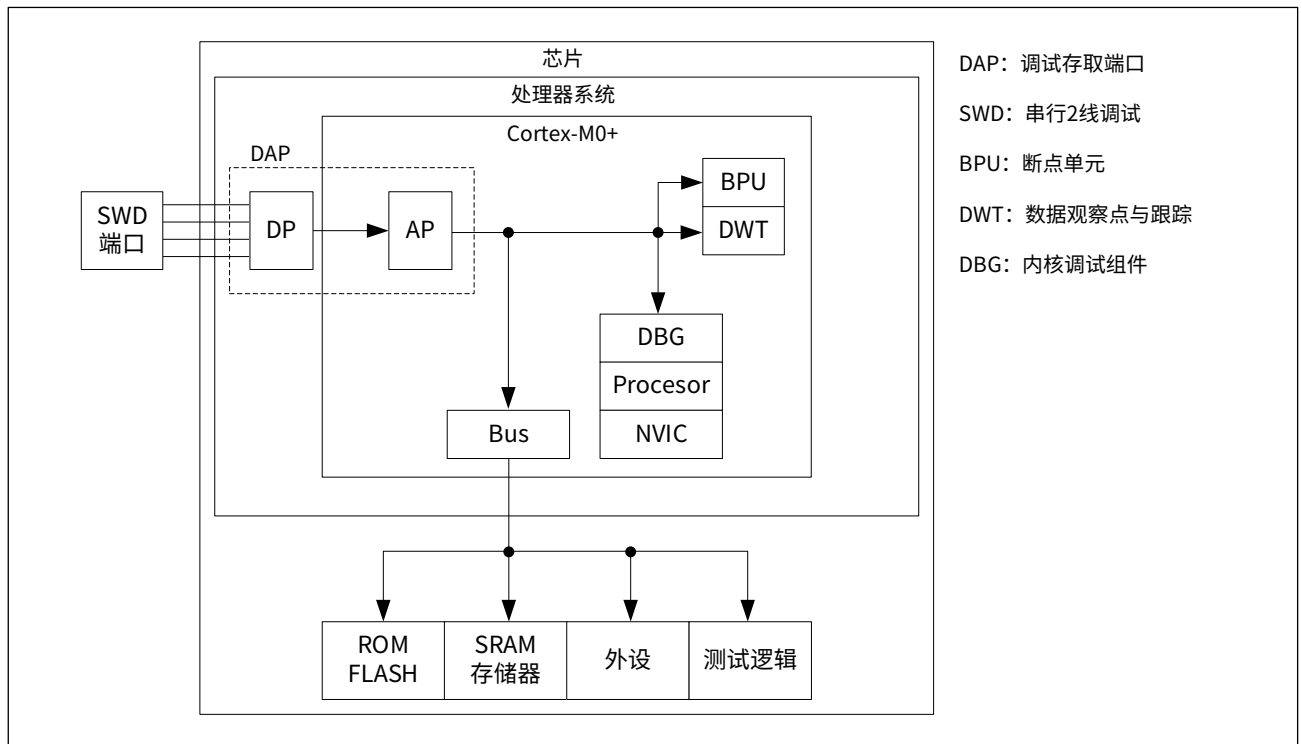 芯片
处理器系统
Cortex-M0+
DAP
SWD
端口
DP
AP
BPU
DWT
DBG
Procesor
NVIC
Bus
ROM
FLASH
SRAM
存储器
外设
测试逻辑
DAP：调试存取端口
SWD：串行2线调试
BPU：断点单元
DWT：数据观察点与跟踪
DBG：内核调试组件